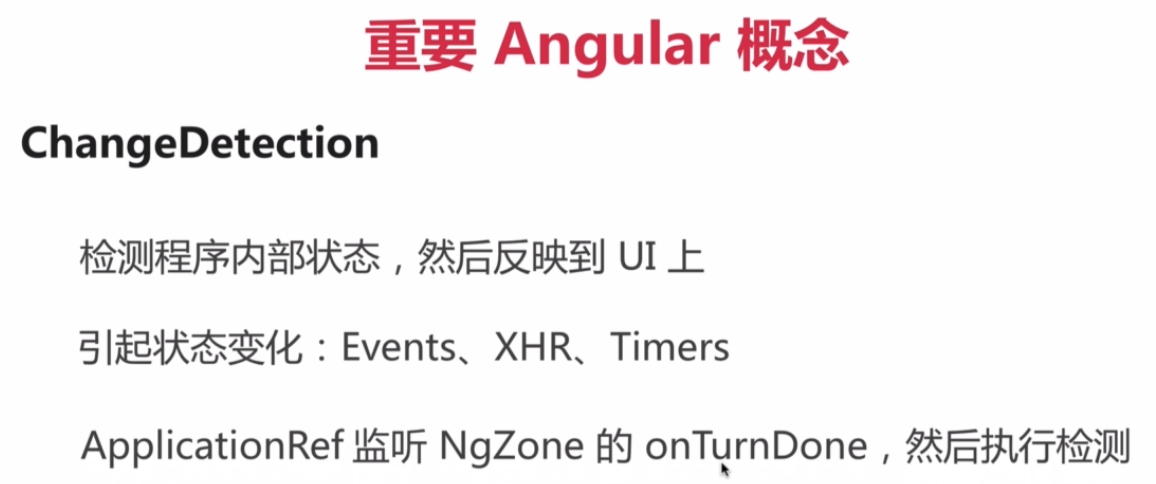 重要 Angular 概念
ChangeDetection
检测程序内部状态，然后反映到 UI 上
引起状态变化：Events、XHR、Timers
ApplicationRef 监听 NgZone 的 onTurnDone，然后执行检测